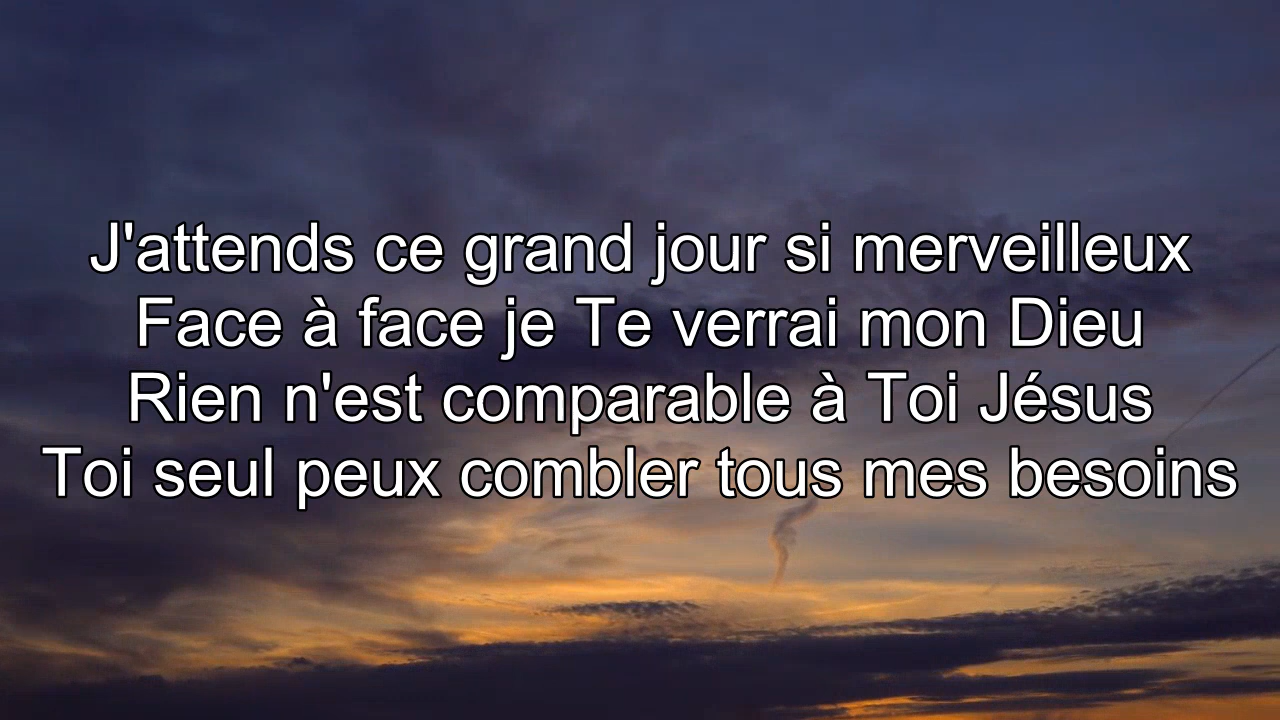 J'attends ce grand jour si merveilleux
Face à face je Te verrai mon Dieu
Rien n'est comparable à Toi Jésus
Toi seul peux combler tous mes besoins